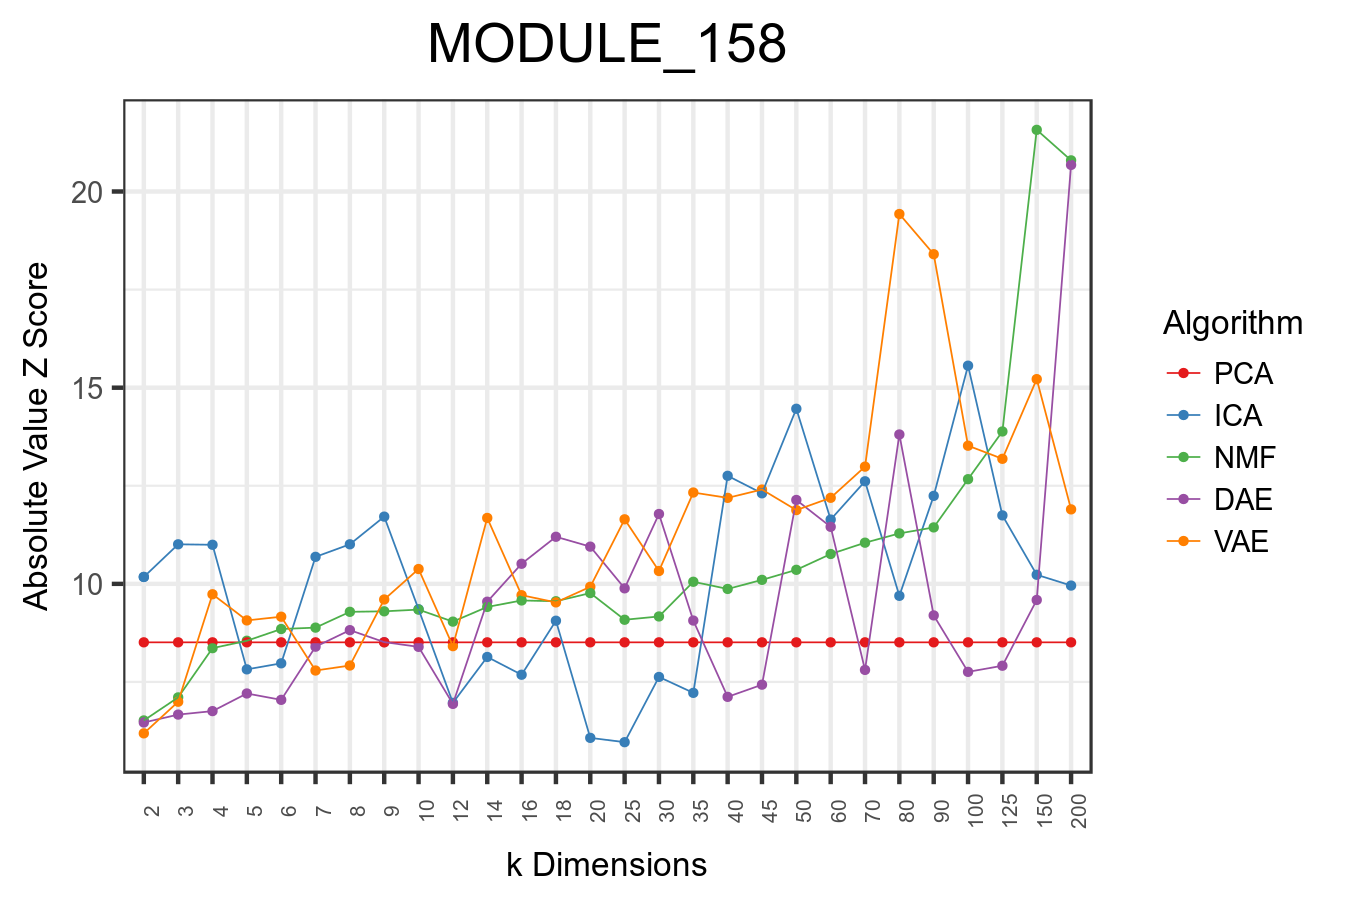 MODULE_158
Absolute Value Z Score
20
15
10
2 3 4 5 6 7 8 9 10 12 14 16 18 20 25 30 35 40 45 50 60 70 80 90 100 125 150 200
k Dimensions
Algorithm
PCA
ICA
NMF
DAE
VAE